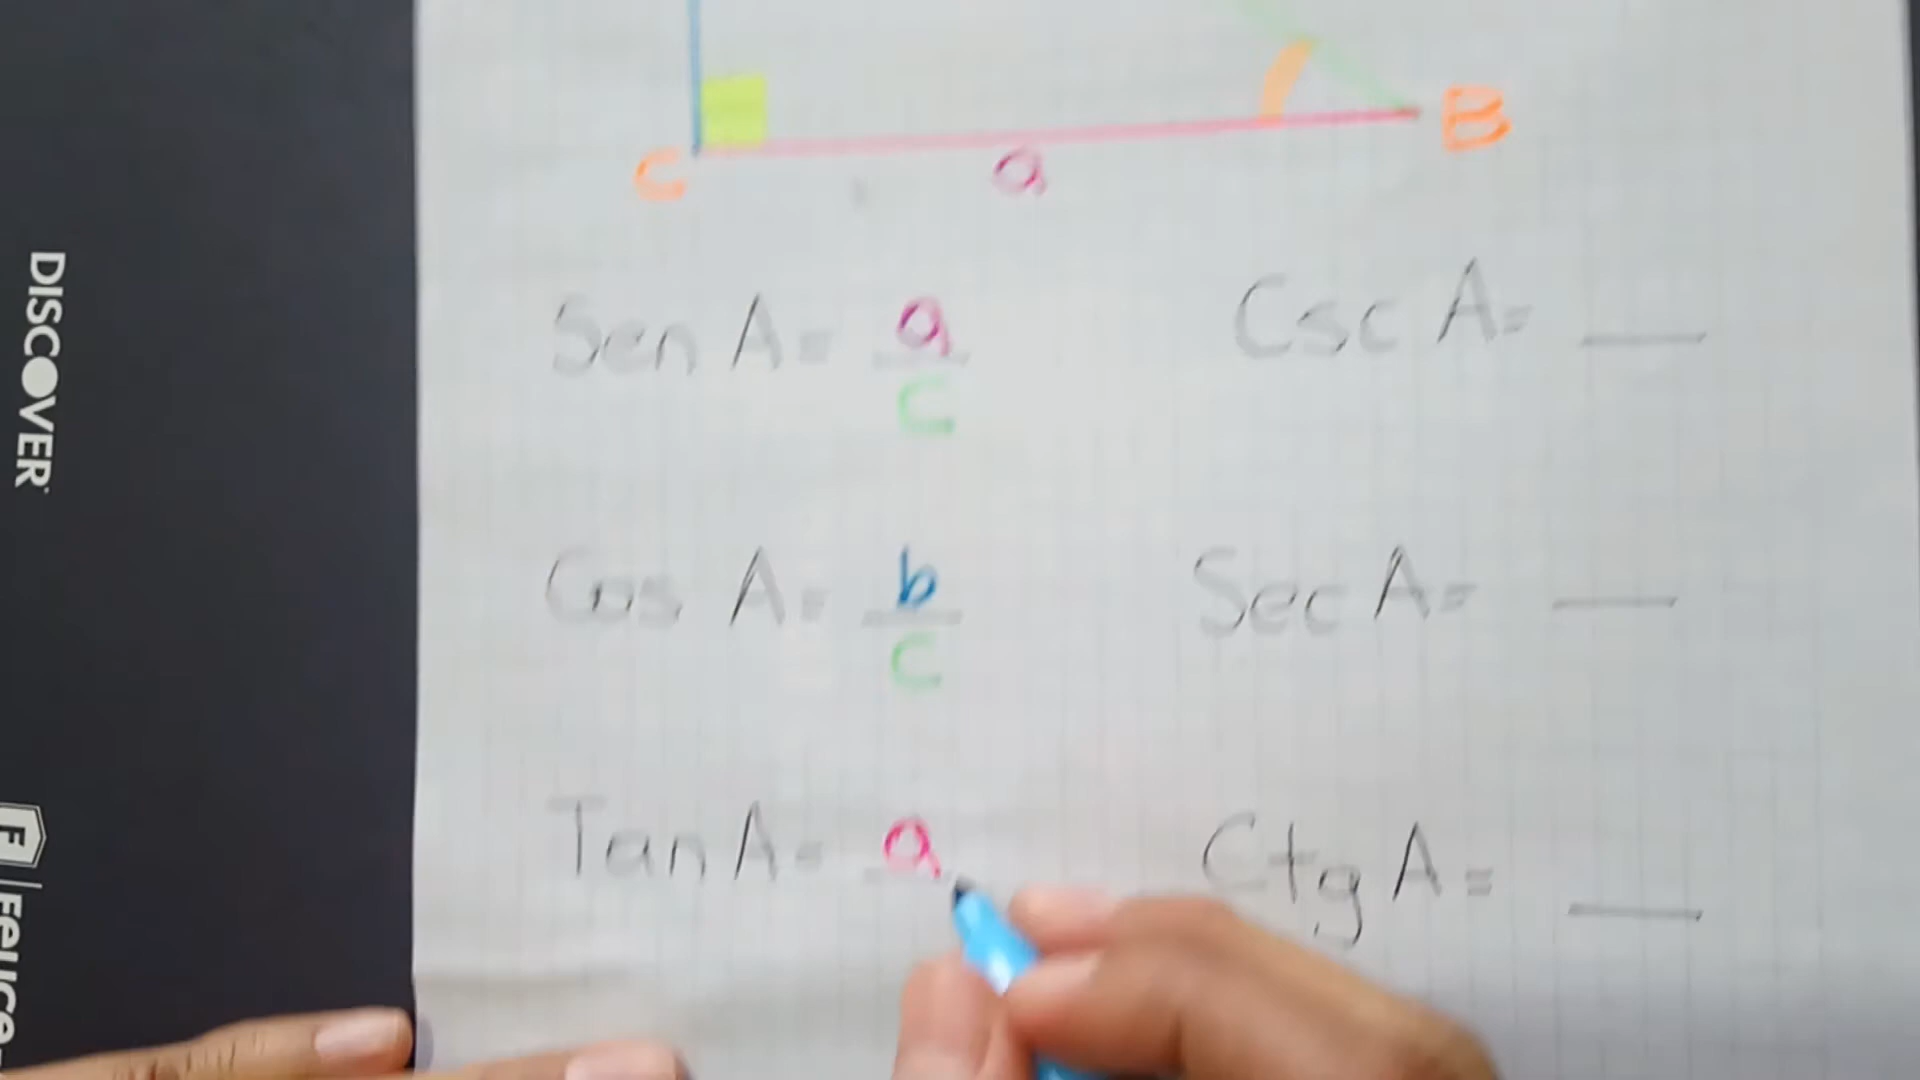 B
C
a
Sen A = a
c
Csc A =
Cos A = b
c
Sec A =
Tan A = a
Ctg A =
DISCOVER
F